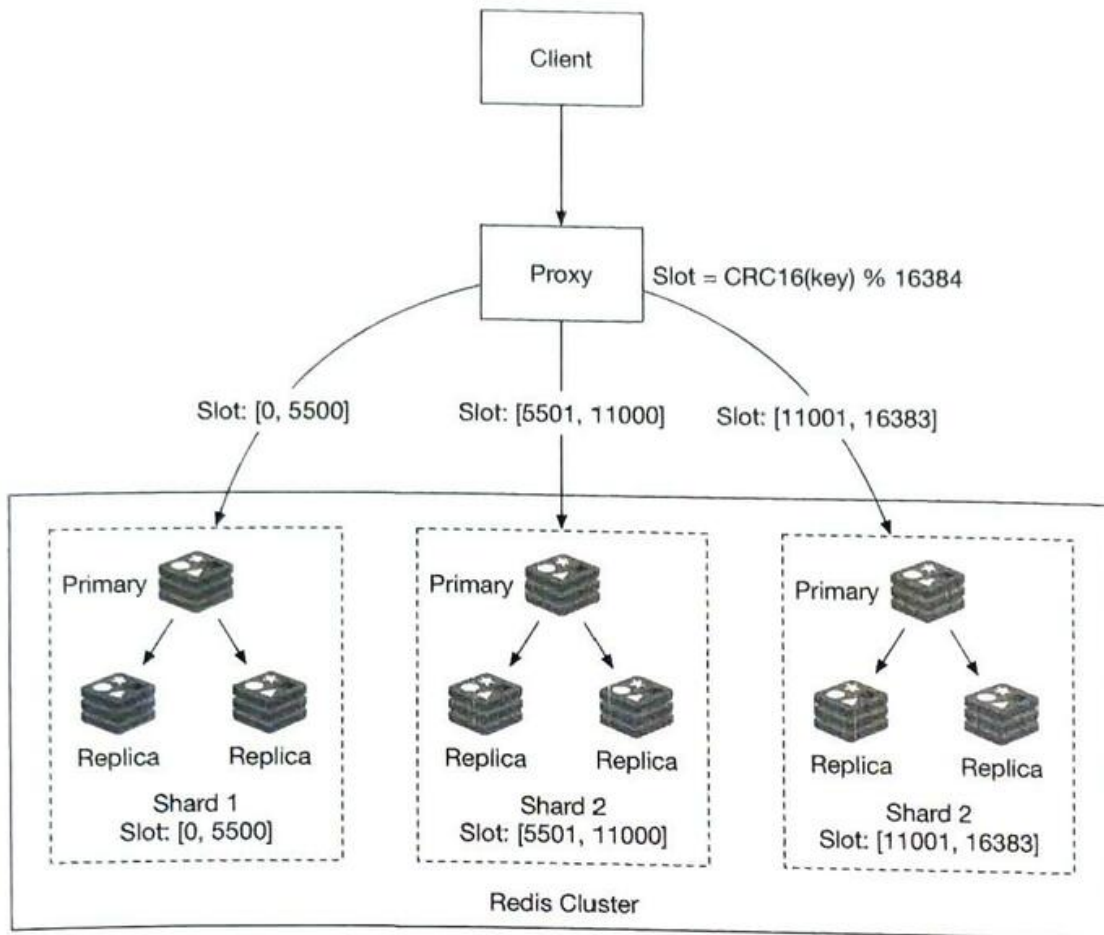 Client
Proxy
Slot = CRC16(key) % 16384
Slot: [0, 5500]
Slot: [5501, 11000]
Slot: [11001, 16383]
Primary
Replica
Replica
Shard 1
Slot: [0, 5500]
Primary
Replica
Replica
Shard 2
Slot: [5501, 11000]
Primary
Replica
Replica
Shard 2
Slot: [11001, 16383]
Redis Cluster